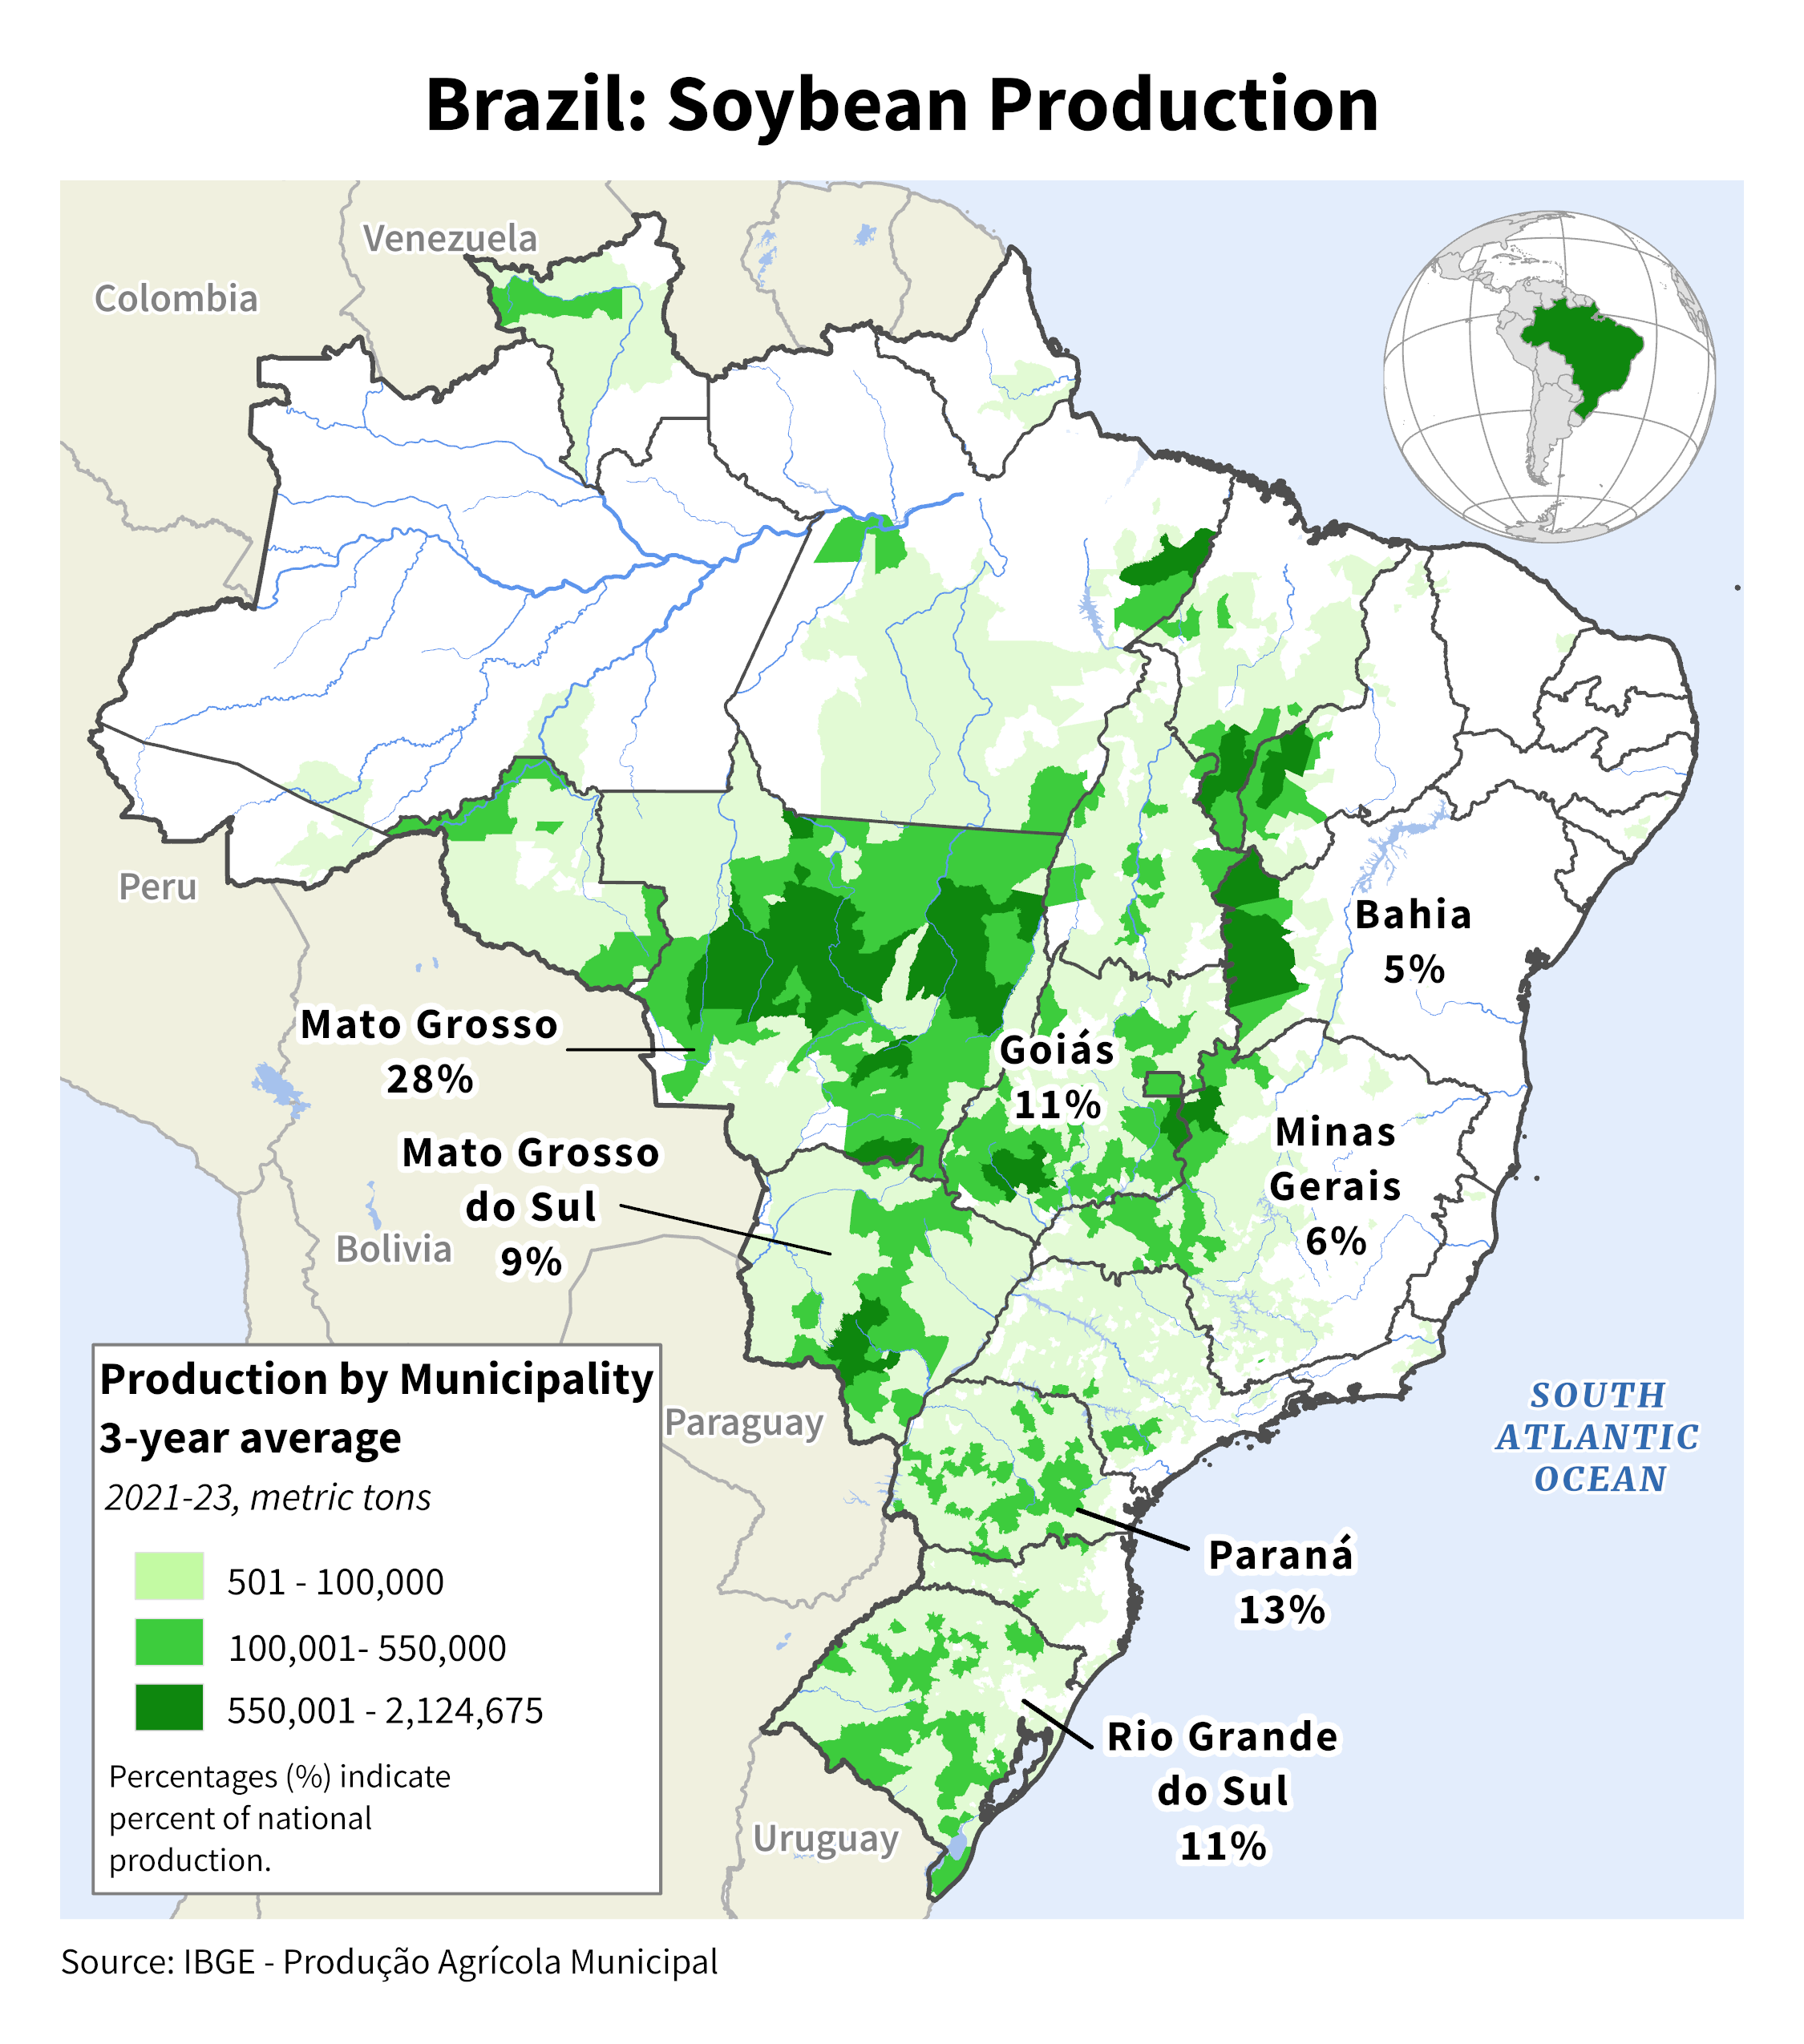 Brazil: Soybean Production
Venezuela
Colombia
Peru
Bahia
5%
Mato Grosso
28%
Goiás
11%
Mato Grosso
do Sul
9%
Minas
Gerais
6%
Bolivia
Production by Municipality
3-year average
2021-23, metric tons
501 - 100,000
100,001- 550,000
550,001 - 2,124,675
Percentages (%) indicate
percent of national
production.
Paraguay
SOUTH
ATLANTIC
OCEAN
Paraná
13%
Rio Grande
do Sul
11%
Uruguay
Source: IBGE - Produção Agrícola Municipal